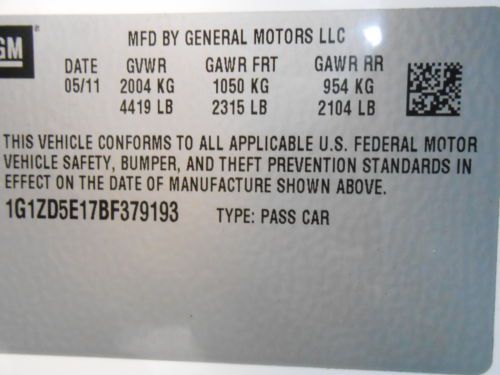 GM
MFD BY GENERAL MOTORS LLC
DATE GVWR GAWR FRT GAWR RR
05/11 2004 KG 1050 KG 954 KG
4419 LB 2315 LB 2104 LB
THIS VEHICLE CONFORMS TO ALL APPLICABLE U.S. FEDERAL MOTOR
VEHICLE SAFETY, BUMPER, AND THEFT PREVENTION STANDARDS IN
EFFECT ON THE DATE OF MANUFACTURE SHOWN ABOVE.
1G1ZD5E17BF379193 TYPE: PASS CAR